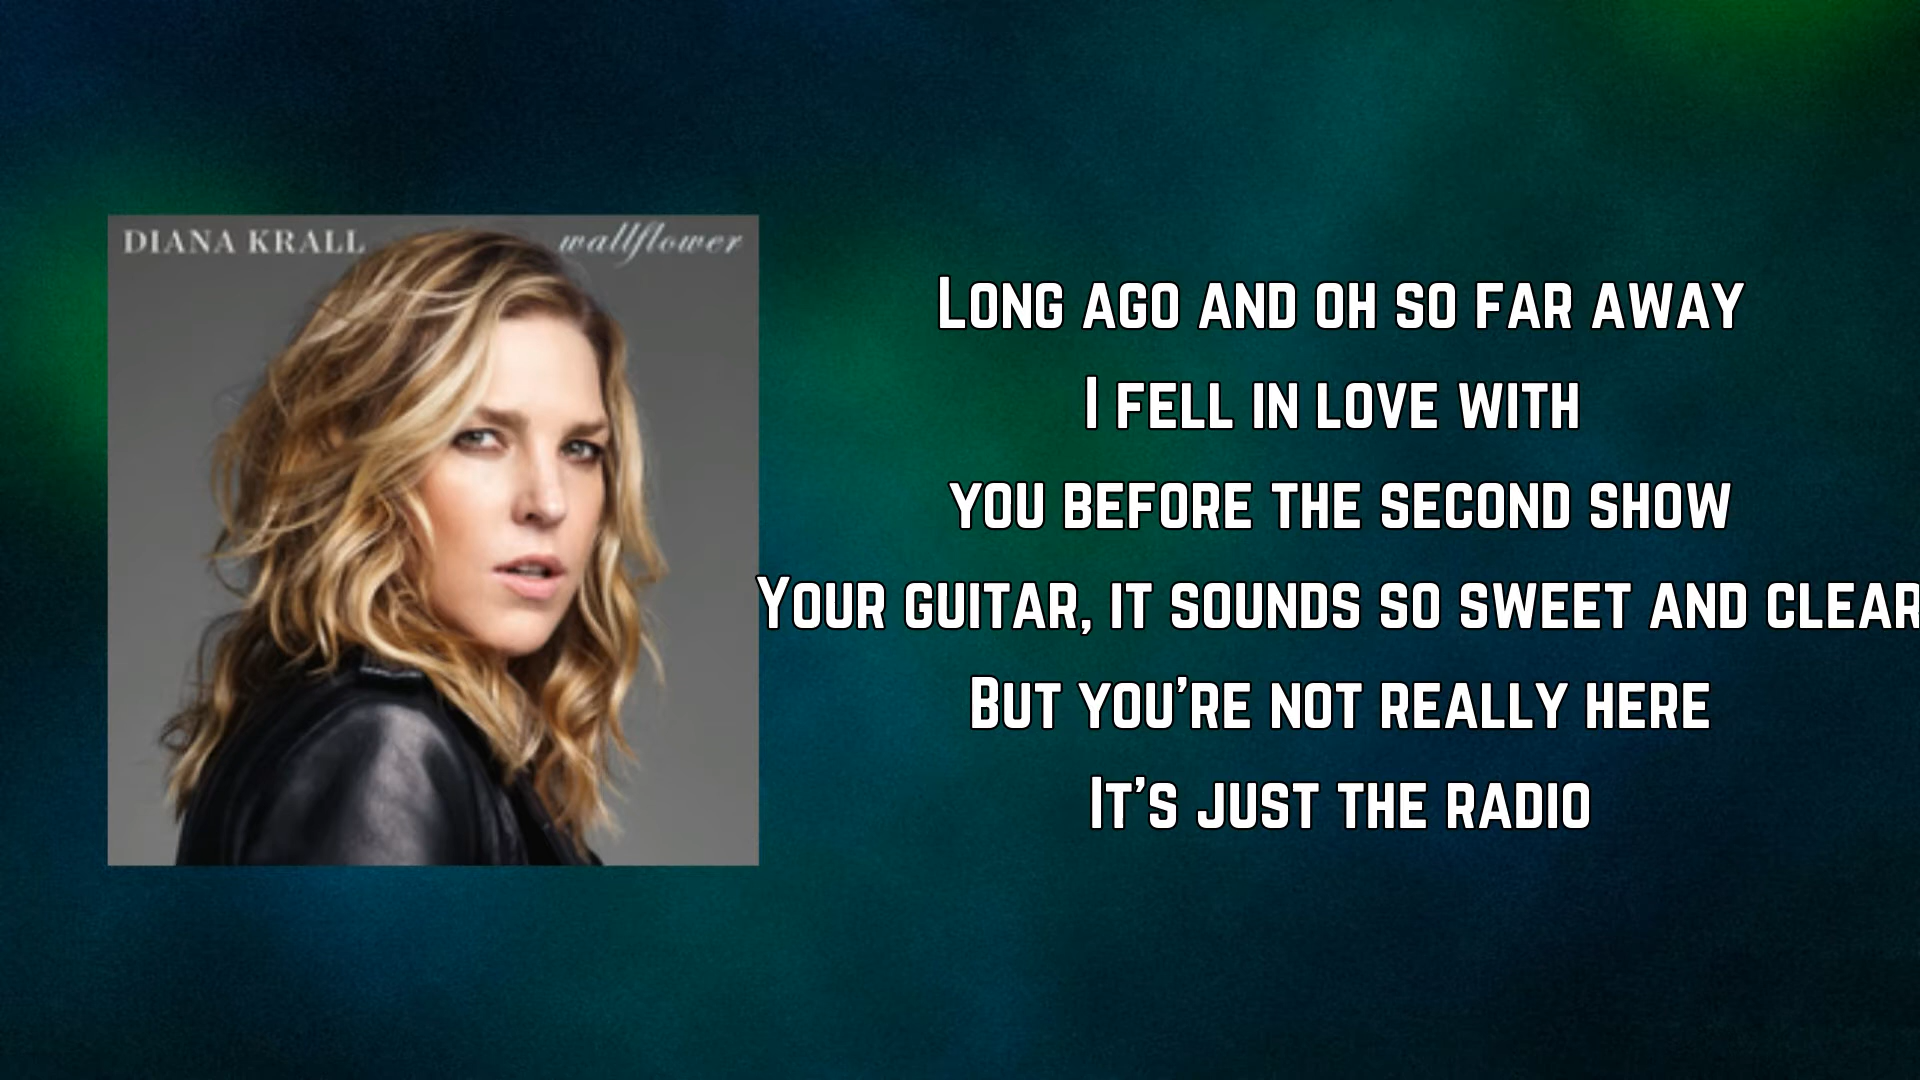 DIANA KRALL
wallflower
Long ago and oh so far away
I fell in love with
you before the second show
Your guitar, it sounds so sweet and clear
But you're not really here
It's just the radio